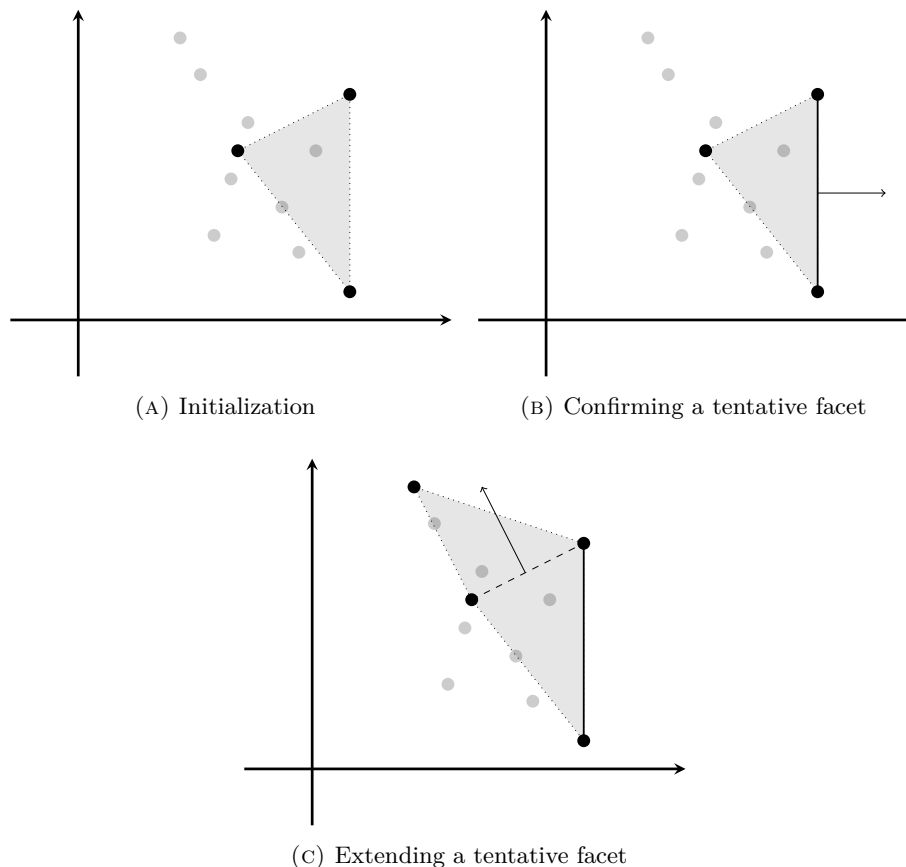 (A) Initialization
(B) Confirming a tentative facet
(C) Extending a tentative facet